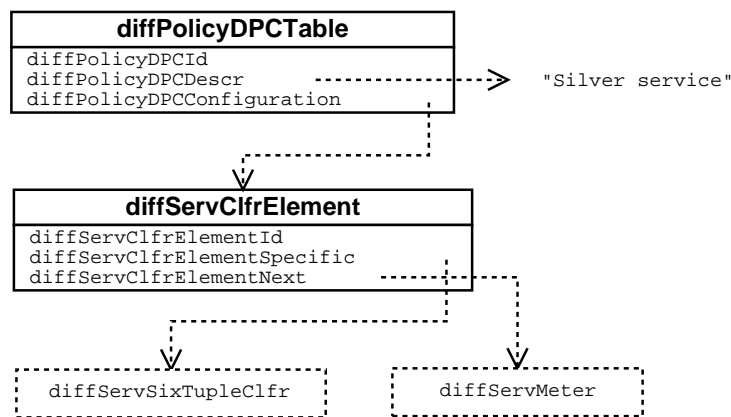 diffPolicyDPCTable
diffPolicyDPCId
diffPolicyDPCDescr
"Silver service"
diffPolicyDPCConfiguration
diffServClfrElement
diffServClfrElementId
diffServClfrElementSpecific
diffServClfrElementNext
diffServSixTupleClfr
diffServMeter